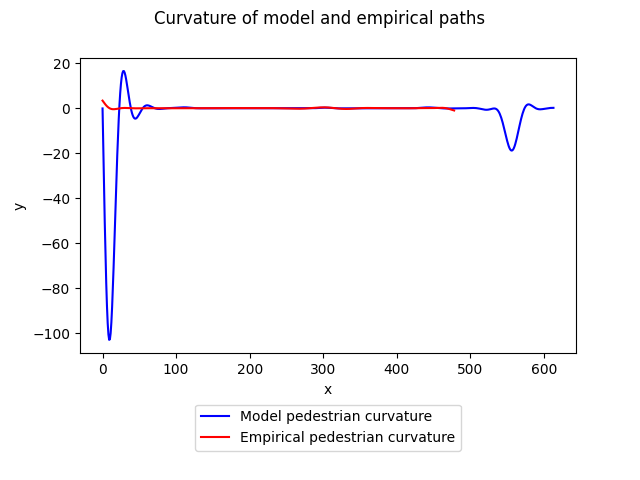 Curvature of model and empirical paths
20
0
−20
−40
−60
−80
−100
y
0 100 200 300 400 500 600
x
Model pedestrian curvature
Empirical pedestrian curvature